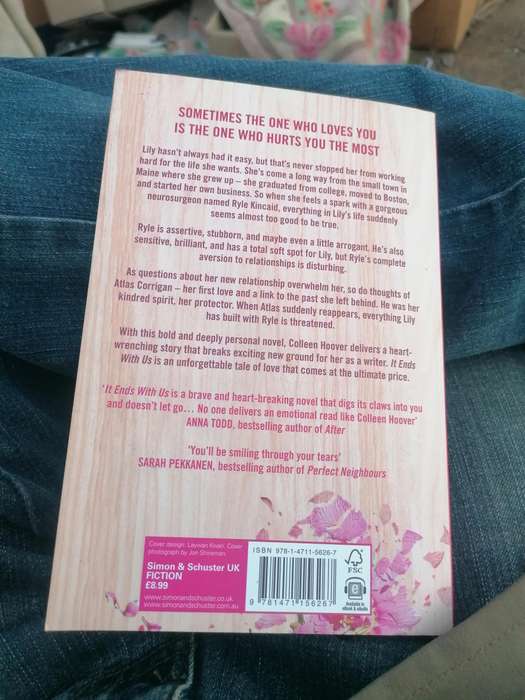 SOMETIMES THE ONE WHO LOVES YOU
IS THE ONE WHO HURTS YOU THE MOST
Lily hasn't always had it easy, but that's never stopped her from working
hard for the life she wants. She's come a long way from the small town in
Maine where she grew up – she graduated from college, moved to Boston,
and started her own business. So when she feels a spark with a gorgeous
neurosurgeon named Ryle Kincaid, everything in Lily's life suddenly
seems almost too good to be true.
Ryle is assertive, stubborn, and maybe even a little arrogant. He's also
sensitive, brilliant, and has a total soft spot for Lily, but Ryle's complete
aversion to relationships is disturbing.
As questions about her new relationship overwhelm her, so do thoughts of
Atlas Corrigan – her first love and a link to the past she left behind. He was her
kindred spirit, her protector. When Atlas suddenly reappears, everything Lily
has built with Ryle is threatened.
With this bold and deeply personal novel, Colleen Hoover delivers a heart-
wrenching story that breaks exciting new ground for her as a writer. It Ends
With Us is an unforgettable tale of love that comes at the ultimate price.
'It Ends With Us is a brave and heart-breaking novel that digs its claws into you
and doesn't let go… No one delivers an emotional read like Colleen Hoover'
ANNA TODD, bestselling author of After
'You'll be smiling through your tears'
SARAH PEKKANEN, bestselling author of Perfect Neighbours
Cover design: Laywan Kwan. Cover
photograph by Jon Shireman.
Simon & Schuster UK
FICTION
£8.99
www.simonandschuster.co.uk
www.simonandschuster.com.au
ISBN 978-1-4711-5626-7
9 781471 156267
FSC
e
Available in
eBook & eAudio